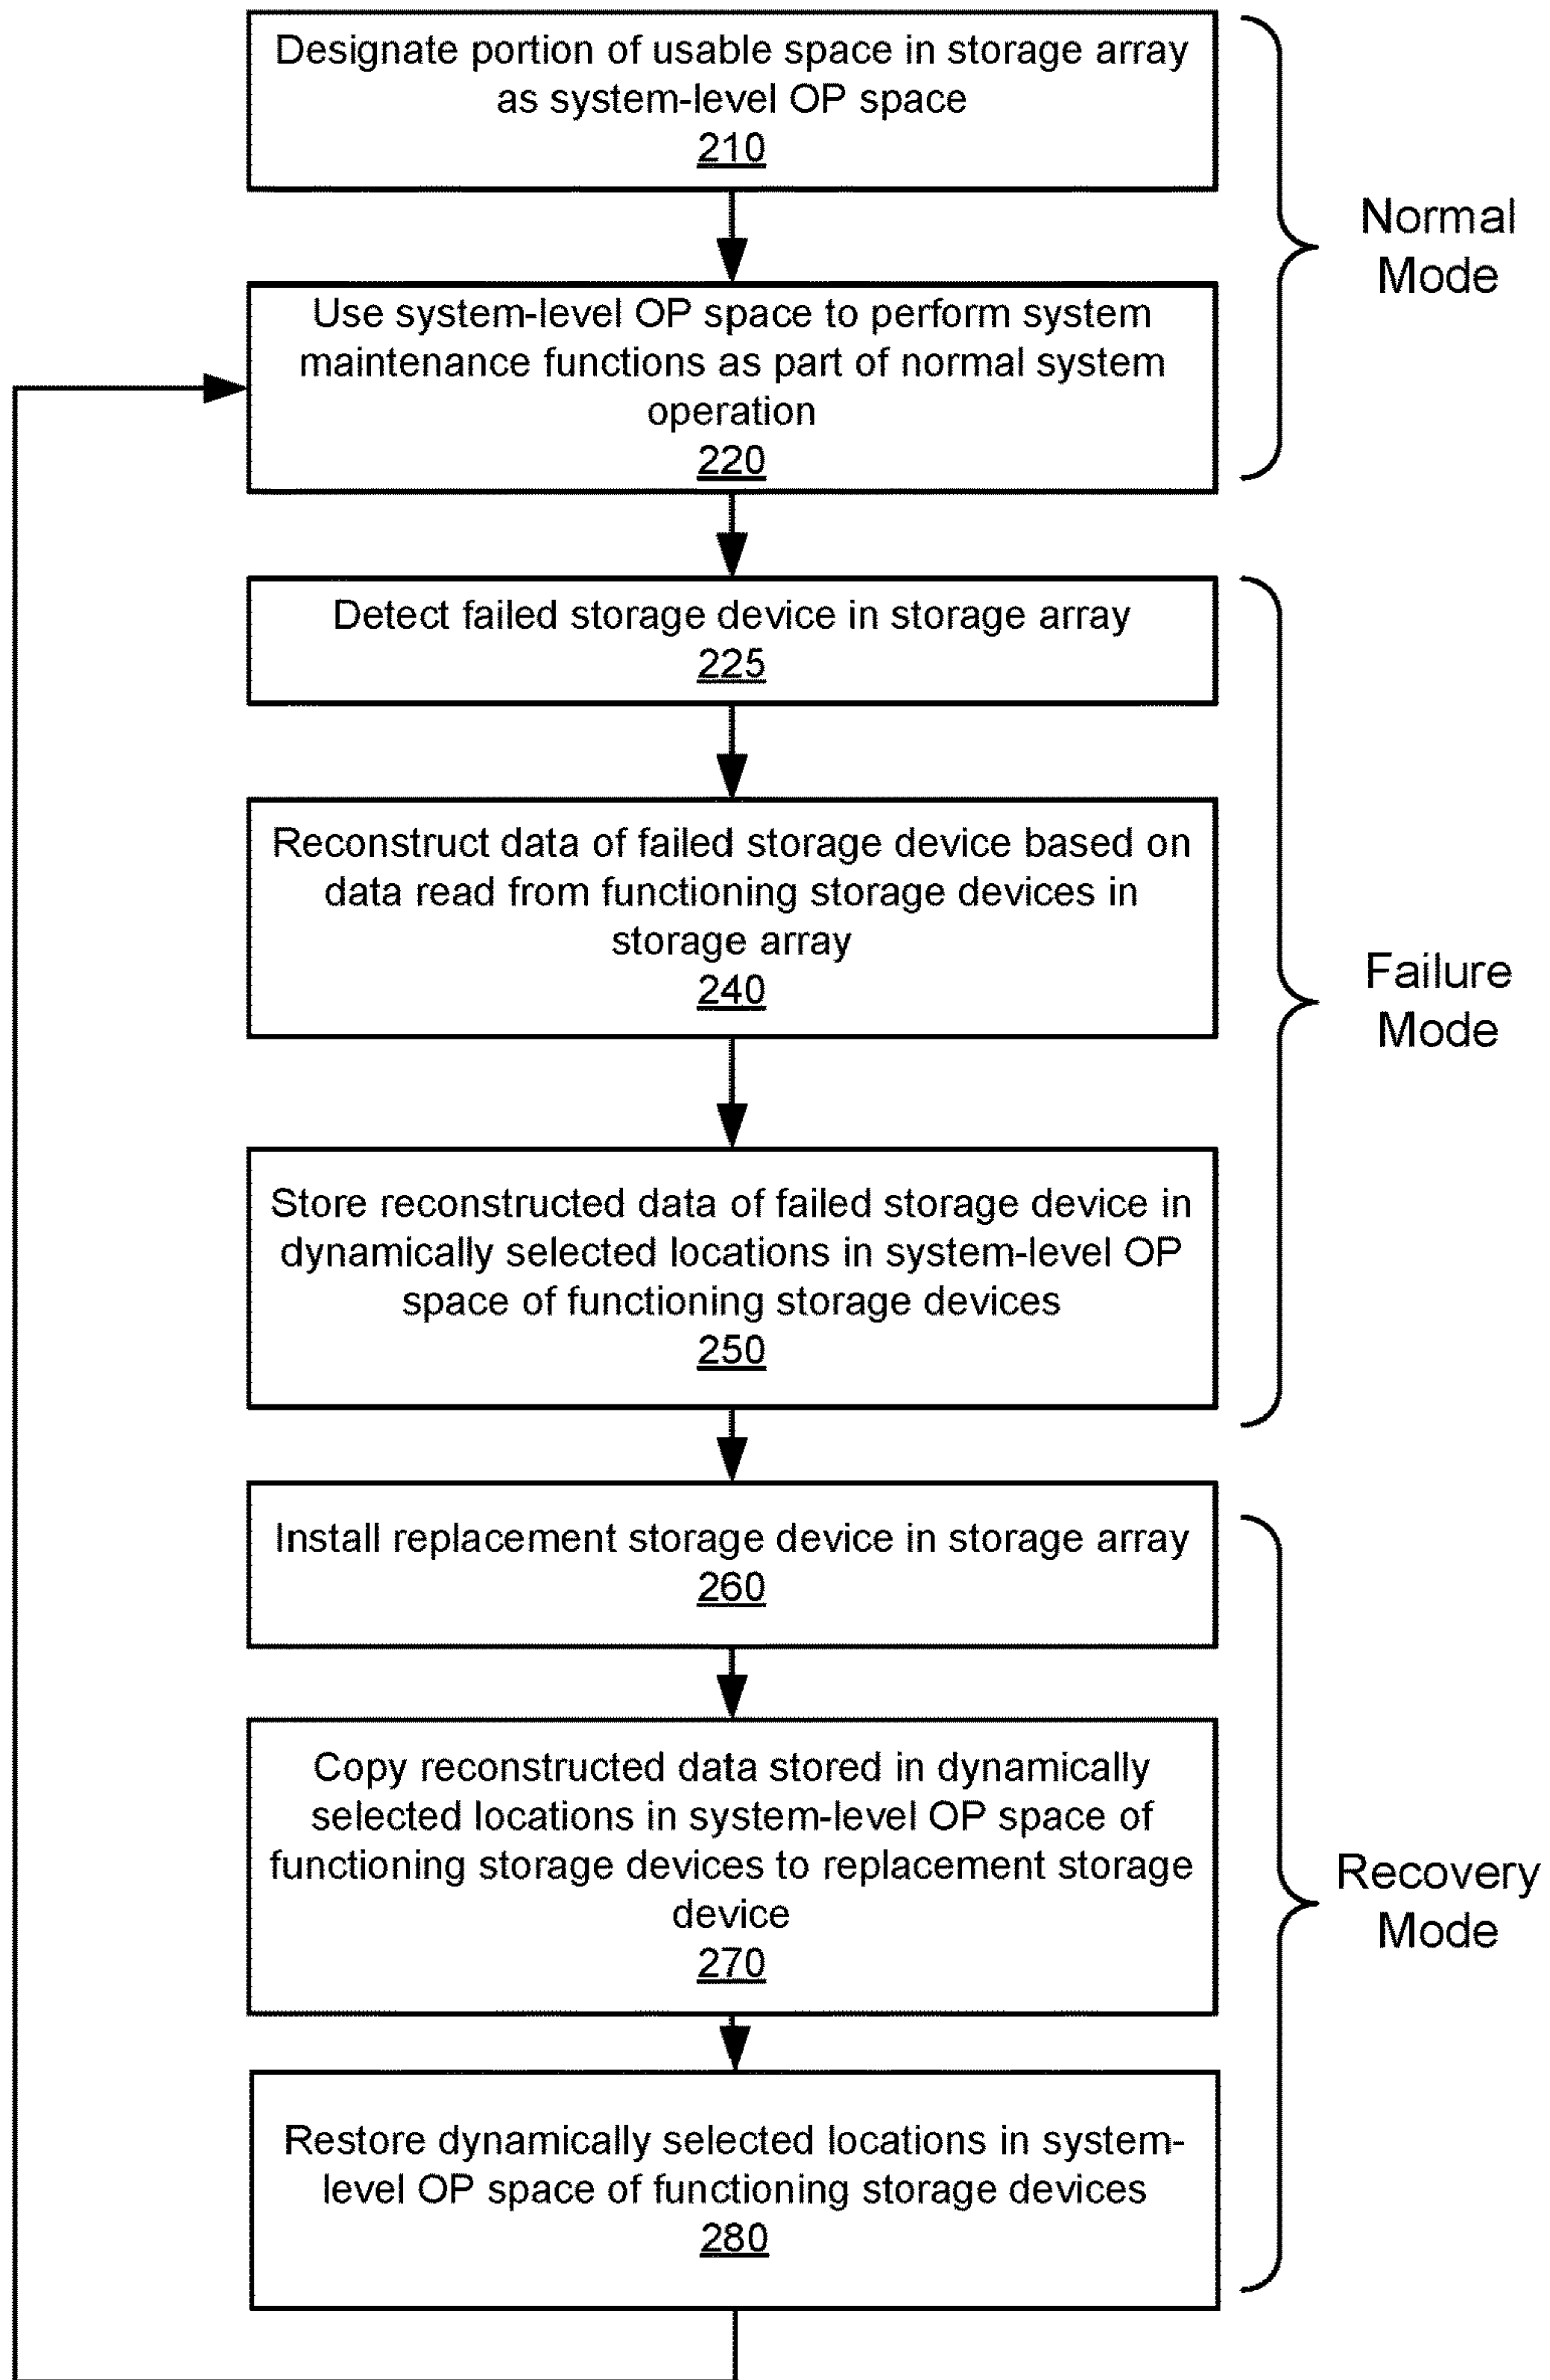 Designate portion of usable space in storage array
as system-level OP space
210
Normal
Mode
Use system-level OP space to perform system
maintenance functions as part of normal system
operation
220
Detect failed storage device in storage array
225
Reconstruct data of failed storage device based on
data read from functioning storage devices in
storage array
240
Failure
Mode
Store reconstructed data of failed storage device in
dynamically selected locations in system-level OP
space of functioning storage devices
250
Install replacement storage device in storage array
260
Copy reconstructed data stored in dynamically
selected locations in system-level OP space of
functioning storage devices to replacement storage
device
270
Recovery
Mode
Restore dynamically selected locations in system-
level OP space of functioning storage devices
280